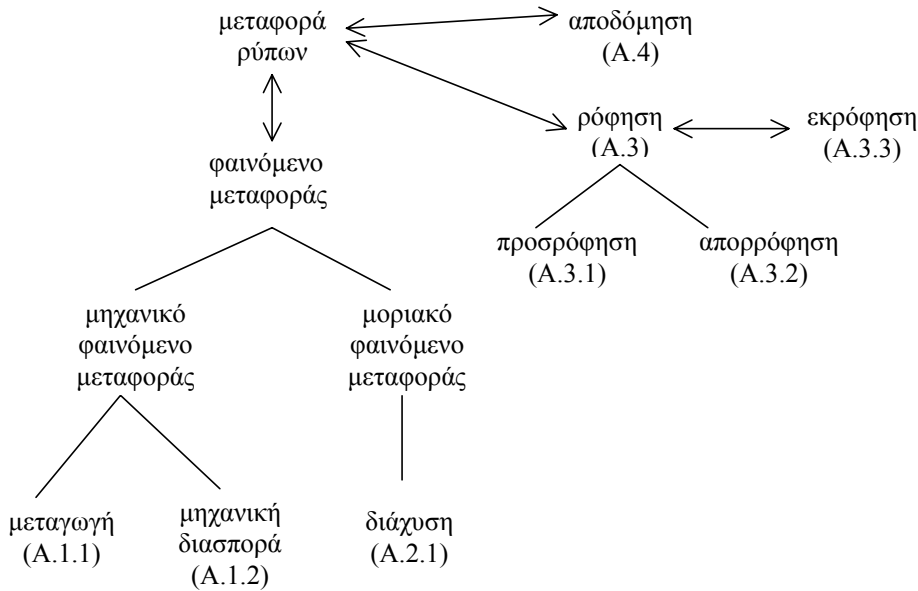 μεταφορά
ρύπων
αποδόμηση
(Α.4)
ρόφηση
(Α.3)
εκρόφηση
(Α.3.3)
φαινόμενο
μεταφοράς
προσρόφηση
(Α.3.1)
απορρόφηση
(Α.3.2)
μηχανικό
φαινόμενο
μεταφοράς
μοριακό
φαινόμενο
μεταφοράς
μεταγωγή
(Α.1.1)
μηχανική
διασπορά
(Α.1.2)
διάχυση
(Α.2.1)